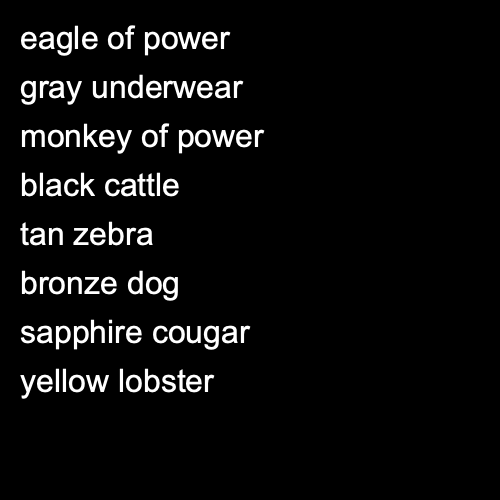 eagle of power
gray underwear
monkey of power
black cattle
tan zebra
bronze dog
sapphire cougar
yellow lobster